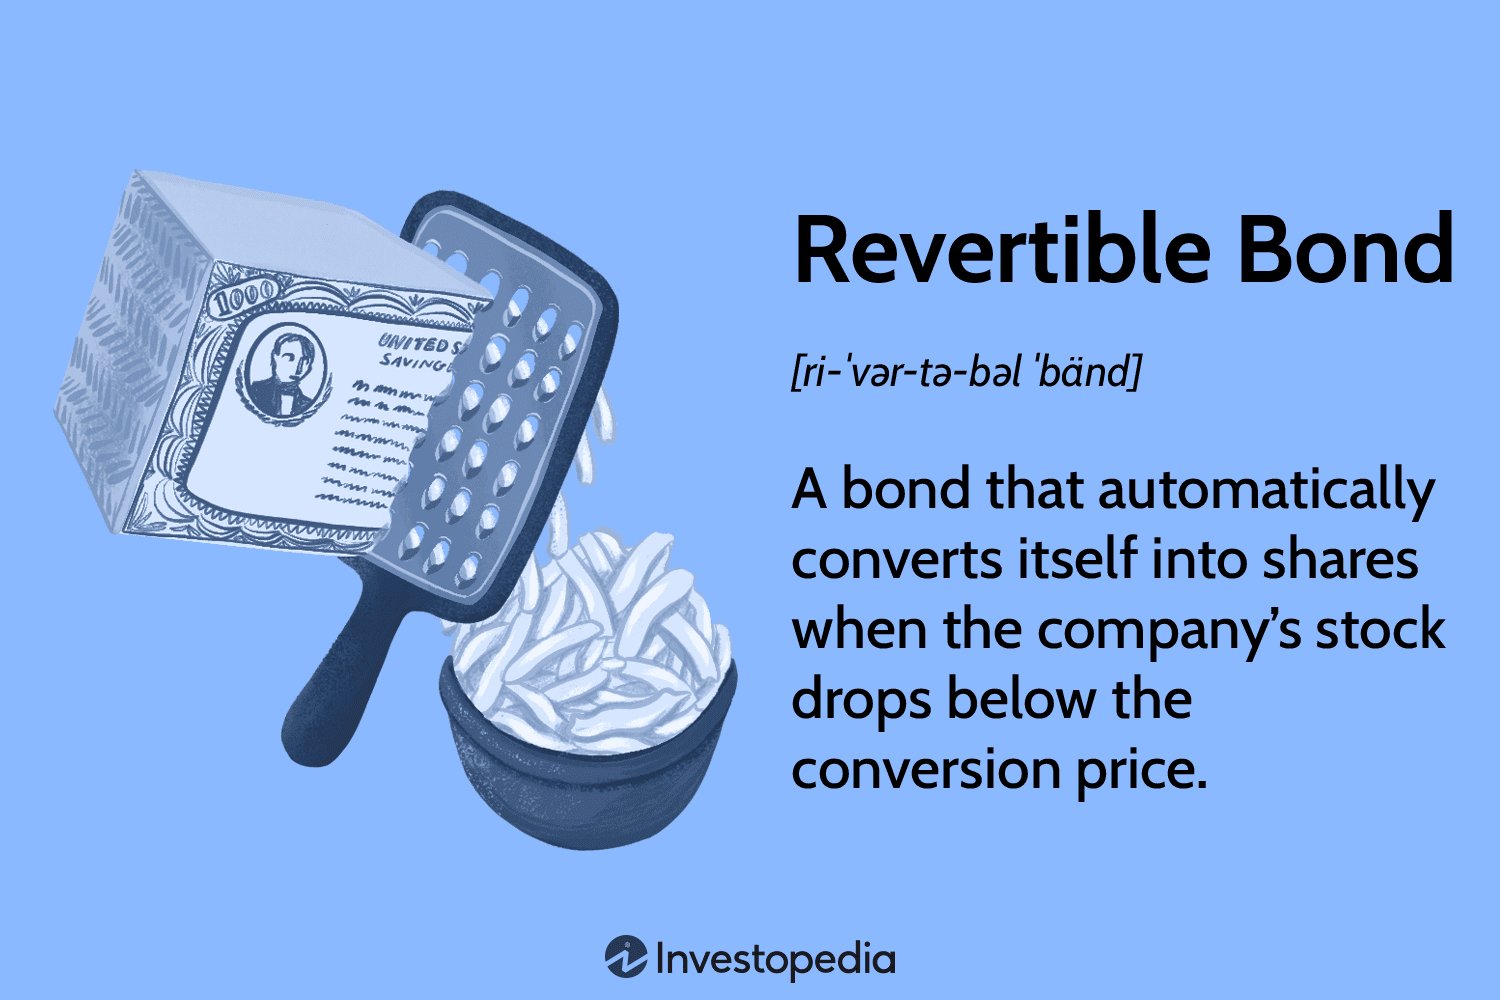 Revertible Bond
[ri-ˈvər-tə-bəl ˈbänd]
A bond that automatically
converts itself into shares
when the company’s stock
drops below the
conversion price.
1000
UNITED S
SAVING
Investopedia